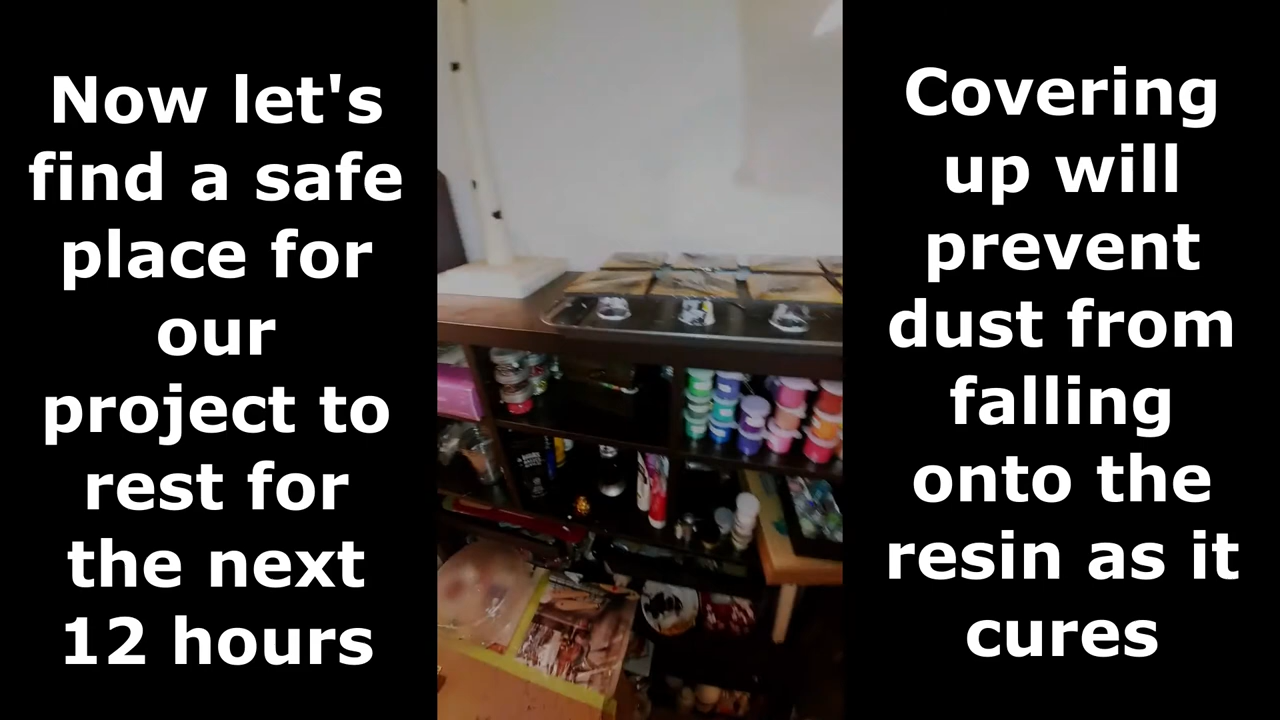 Now let's
find a safe
place for
our
project to
rest for
the next
12 hours
Covering
up will
prevent
dust from
falling
onto the
resin as it
cures